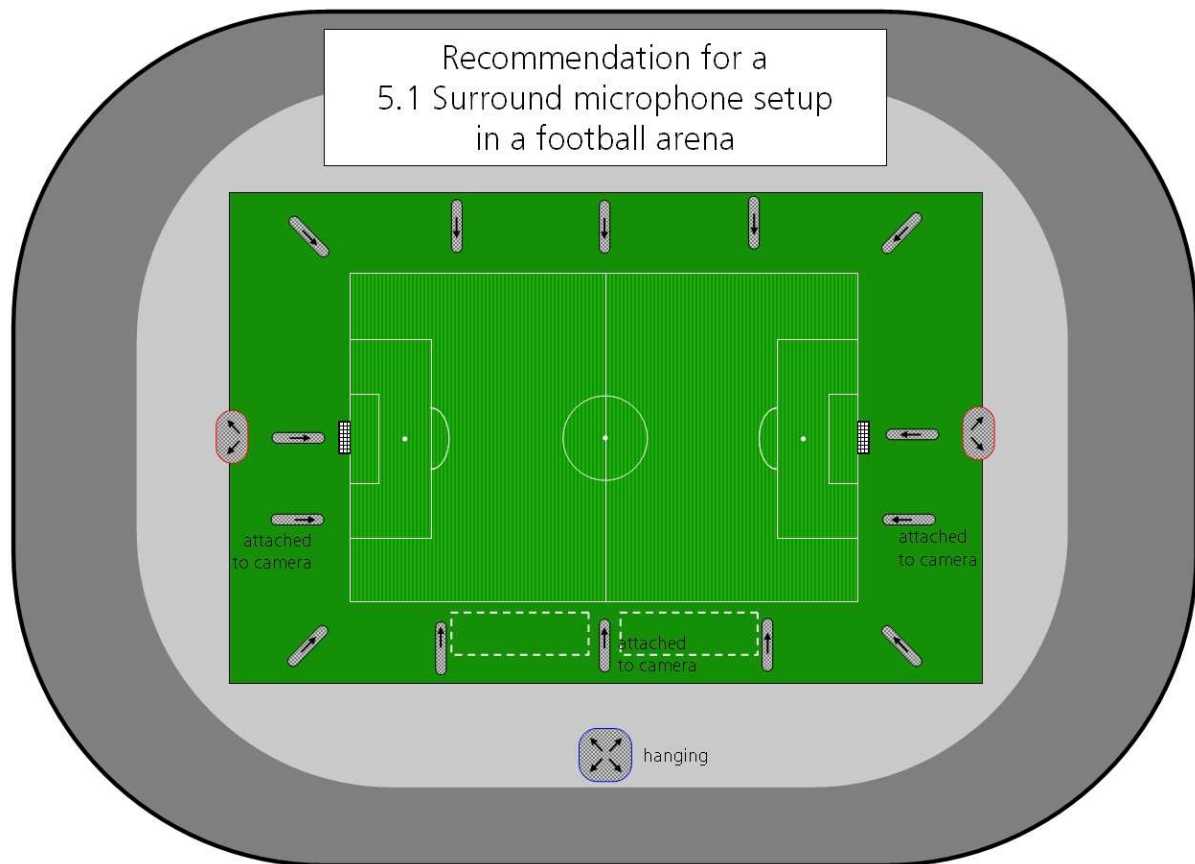 Recommendation for a
5.1 Surround microphone setup
in a football arena
attached
to camera
attached
to camera
attached
to camera
hanging